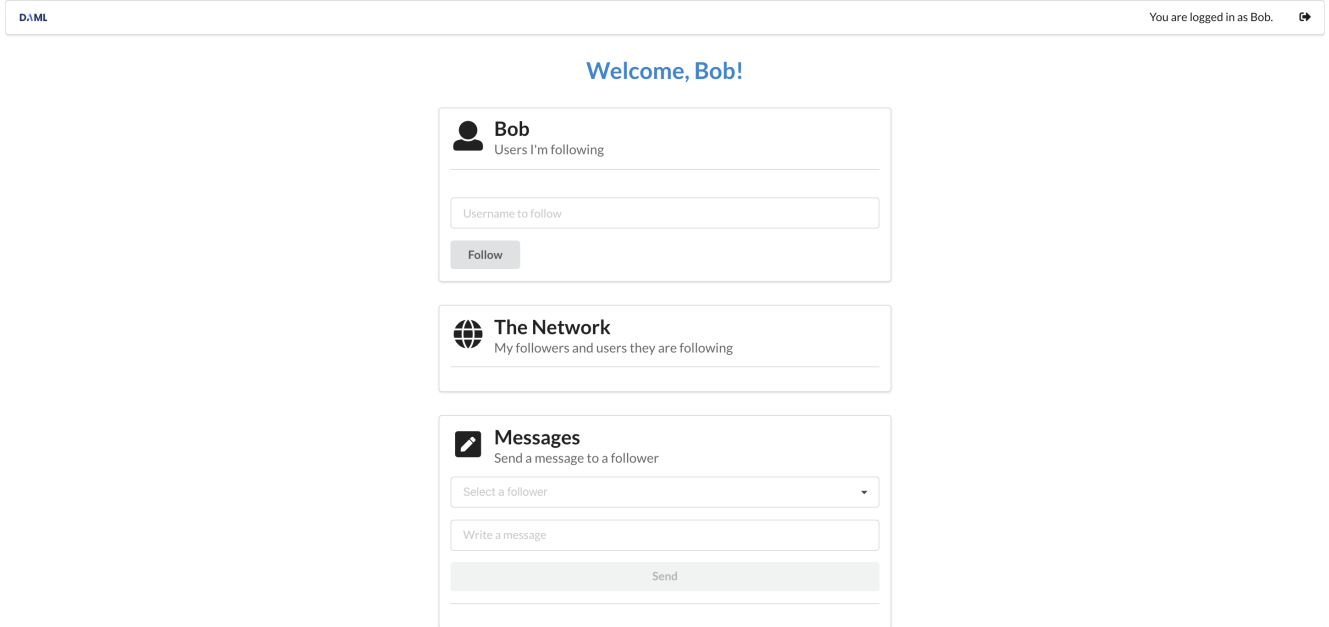 DAML
You are logged in as Bob.
Welcome, Bob!
Bob
Users I'm following
Username to follow
Follow
The Network
My followers and users they are following
Messages
Send a message to a follower
Select a follower
Write a message
Send